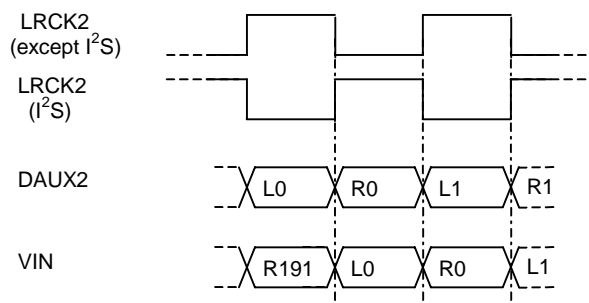 LRCK2
(except I²S)
LRCK2
(I²S)
DAUX2
L0 R0 L1 R1
VIN
R191 L0 R0 L1